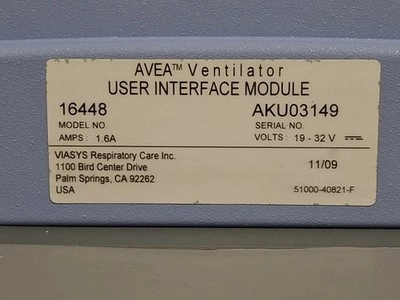 AVEA™ Ventilator
USER INTERFACE MODULE
16448 AKU03149
MODEL NO. SERIAL NO.
AMPS : 1.6A VOLTS : 19 - 32 V ⎓
VIASYS Respiratory Care Inc. 11/09
1100 Bird Center Drive
Palm Springs, CA 92262
USA 51000-40821-F